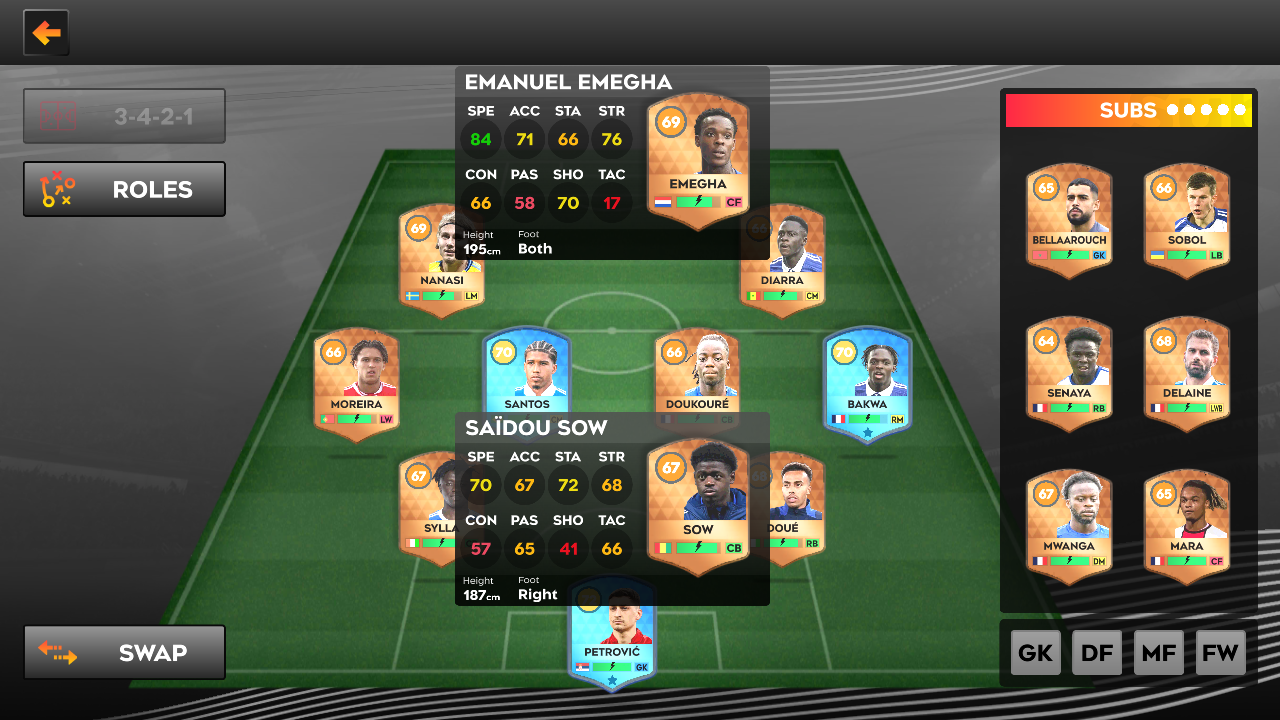 3-4-2-1
ROLES
EMANUEL EMEGHA
SPE ACC STA STR
84 71 66 76
CON PAS SHO TAC
66 58 70 17
Height Foot
195cm Both
69
EMEGHA
CF
SUBS
69
NANASI
LM
66
DIARRA
CM
66
MOREIRA
LW
70
SANTOS
66
DOUKOURÉ
CB
70
BAKWA
RM
SAÏDOU SOW
SPE ACC STA STR
70 67 72 68
CON PAS SHO TAC
57 65 41 66
Height Foot
187cm Right
67
SOW
CB
67
SYLLA
68
DOUÉ
RB
PETROVIĆ
GK
65
BELLAAROUCH
GK
66
SOBOL
LB
64
SENAYA
RB
68
DELAINE
LWB
67
MWANGA
DM
65
MARA
CF
SWAP
GK DF MF FW